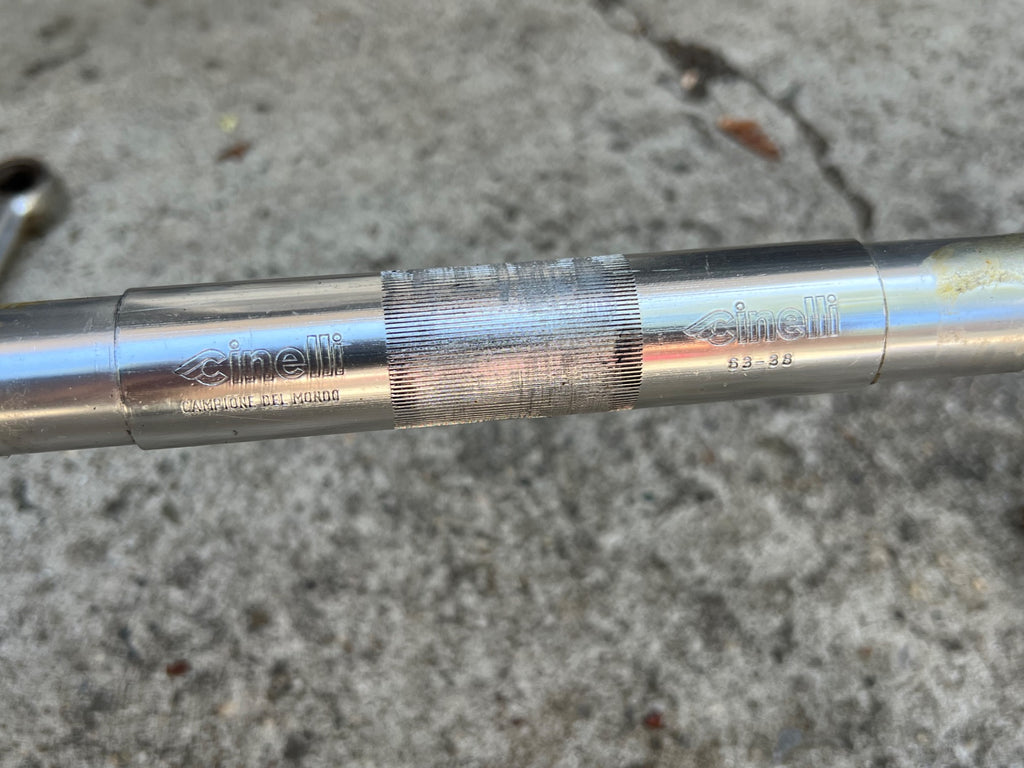 cinelli
CAMPIONE DEL MONDO
cinelli
63-38